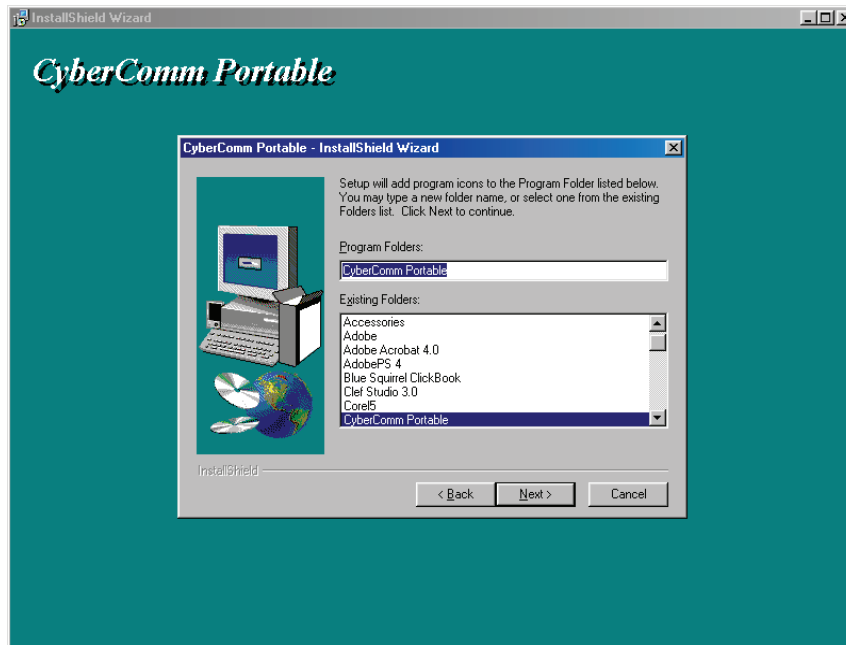 InstallShield Wizard
CyberComm Portable
CyberComm Portable - InstallShield Wizard
Setup will add program icons to the Program Folder listed below.
You may type a new folder name, or select one from the existing
Folders list. Click Next to continue.
Program Folders:
CyberComm Portable
Existing Folders:
Accessories
Adobe
Adobe Acrobat 4.0
AdobePS 4
Blue Squirrel ClickBook
Clef Studio 3.0
Corel5
CyberComm Portable
InstallShield
< Back
Next >
Cancel